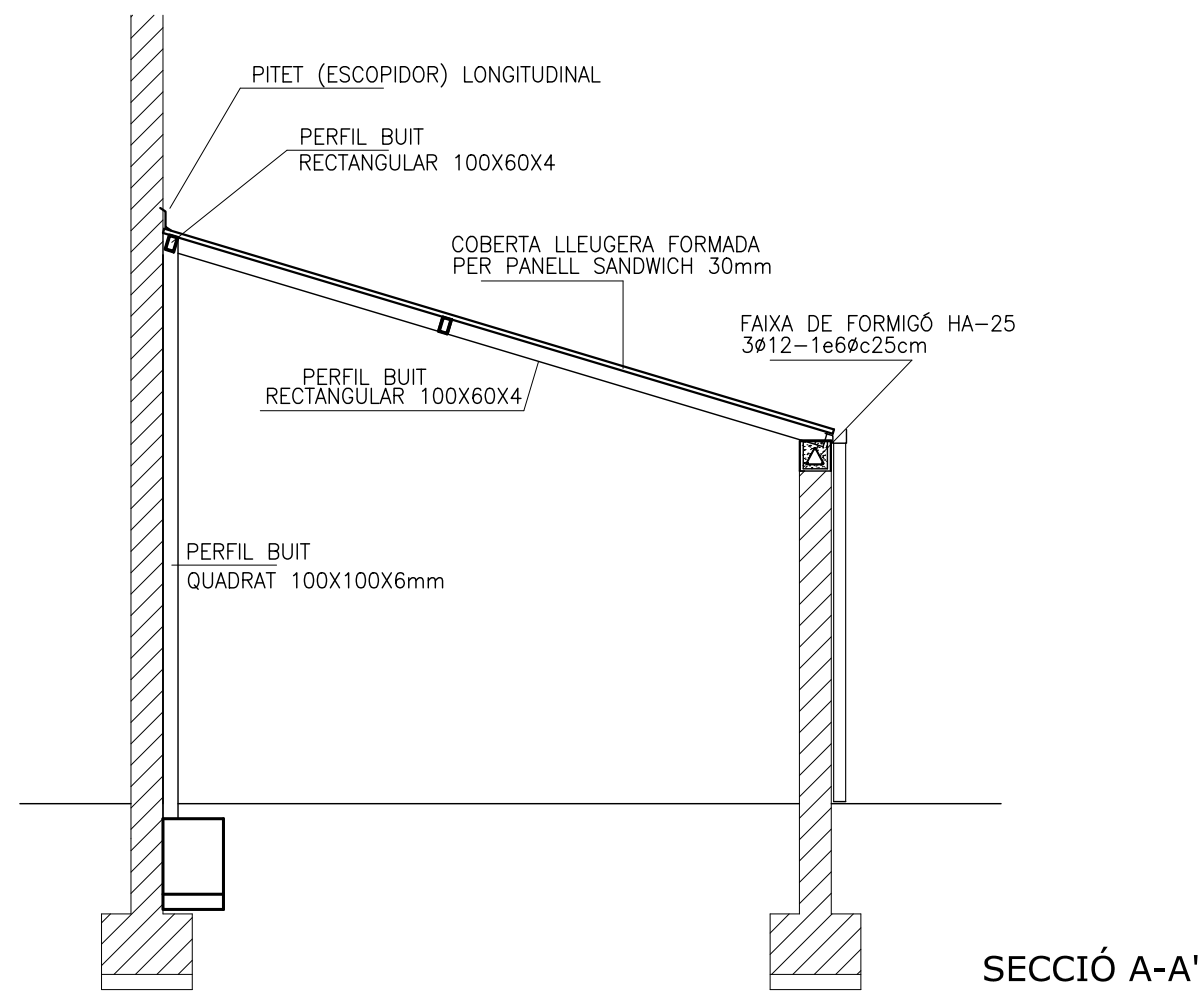 PITET (ESCOPIDOR) LONGITUDINAL
PERFIL BUIT
RECTANGULAR 100X60X4
COBERTA LLEUGERA FORMADA
PER PANELL SANDWICH 30mm
FAIXA DE FORMIGÓ HA-25
3ø12-1e6øc25cm
PERFIL BUIT
RECTANGULAR 100X60X4
PERFIL BUIT
QUADRAT 100X100X6mm
SECCIÓ A-A'